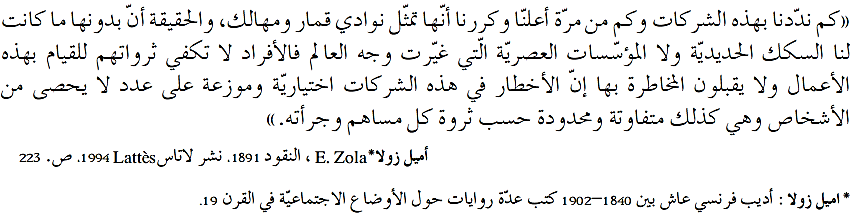 «كم ندّدنا بهذه الشركات وكم من مرّة أعلنّا وكررنا أنّها تمثّل نوادي قمار ومهالك، والحقيقة أنّ بدونها ما كانت
لنا السكك الحديديّة ولا المؤسّسات العصريّة الّتي غيّرت وجه العالم فالأفراد لا تكفي ثرواتهم للقيام بهذه
الأعمال ولا يقبلون المخاطرة بها إنّ الأخطار في هذه الشركات اختياريّة وموزعة على عدد لا يحصى من
الأشخاص وهي كذلك متفاوتة ومحدودة حسب ثروة كل مساهم وجرأته. »
أميل زولا*E. Zola ، النقود 1891. نشر لاتاس Lattès 1994. ص. 223
* اميل زولا : أديب فرنسي عاش بين 1840–1902 كتب عدّة روايات حول الأوضاع الاجتماعيّة في القرن 19.